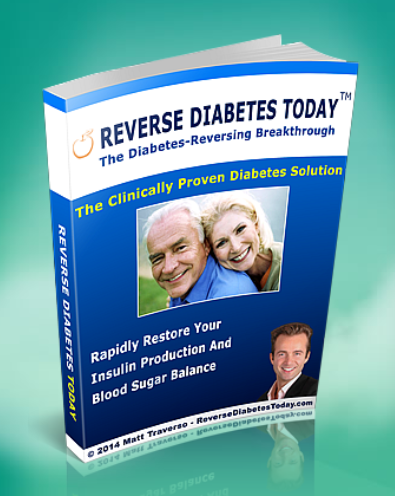 REVERSE DIABETES TODAY™
The Diabetes-Reversing Breakthrough
The Clinically Proven Diabetes Solution
Rapidly Restore Your
Insulin Production And
Blood Sugar Balance
© 2014 Matt Traverso - ReverseDiabetesToday.com
REVERSE DIABETES TODAY